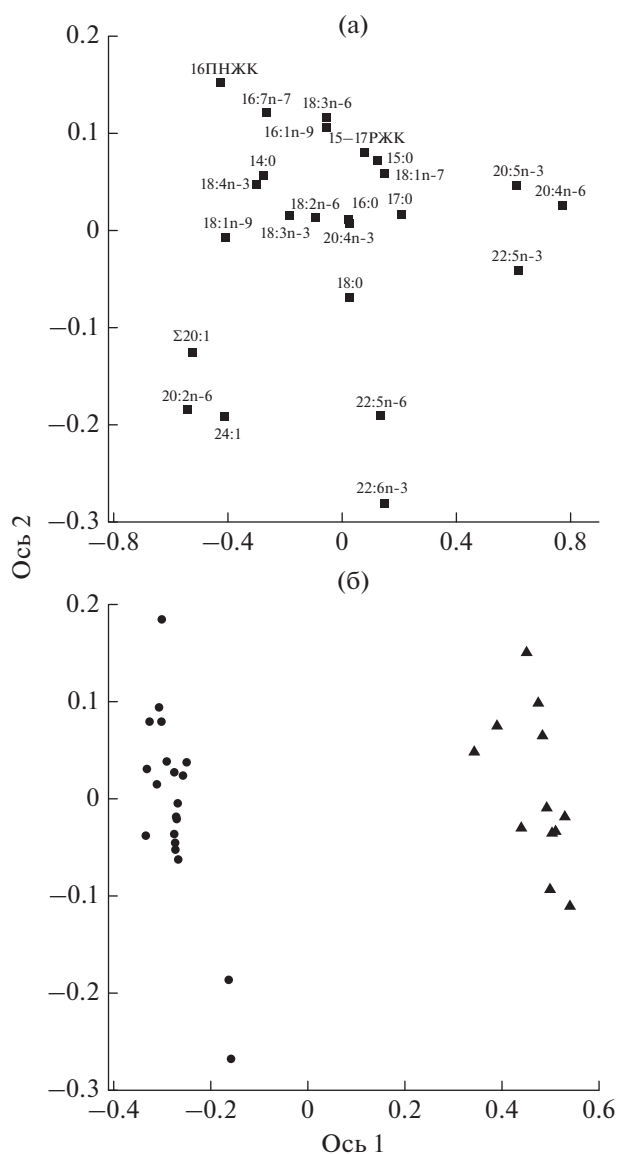 (а)
0.2
16ПНЖК
16:7n-7
18:3n-6
0.1
16:1n-9
15–17РЖК
14:0
15:0
20:5n-3
18:4n-3
18:1n-7
20:4n-6
18:2n-6
16:0
17:0
0
18:1n-9
18:3n-3
20:4n-3
22:5n-3
18:0
−0.1
Σ20:1
20:2n-6
22:5n-6
−0.2
24:1
22:6n-3
−0.3
−0.8
−0.4
0
0.4
0.8
Ось 2
(б)
0.2
0.1
0
−0.1
−0.2
−0.3
−0.4
−0.2
0
0.2
0.4
0.6
Ось 1